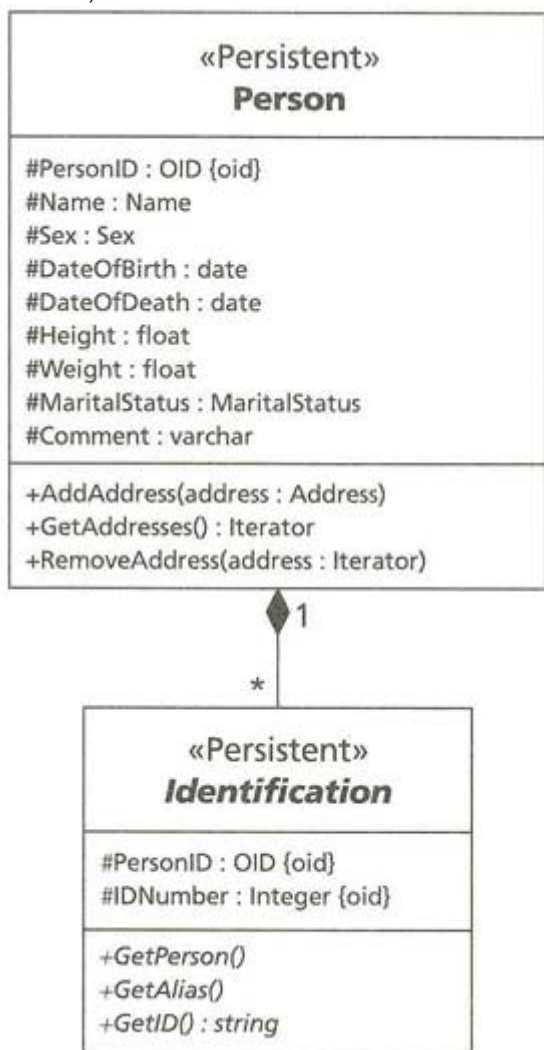 «Persistent»
Person
#PersonID : OID {oid}
#Name : Name
#Sex : Sex
#DateOfBirth : date
#DateOfDeath : date
#Height : float
#Weight : float
#MaritalStatus : MaritalStatus
#Comment : varchar
+AddAddress(address : Address)
+GetAddresses() : Iterator
+RemoveAddress(address : Iterator)
1
*
«Persistent»
Identification
#PersonID : OID {oid}
#IDNumber : Integer {oid}
+GetPerson()
+GetAlias()
+GetID() : string